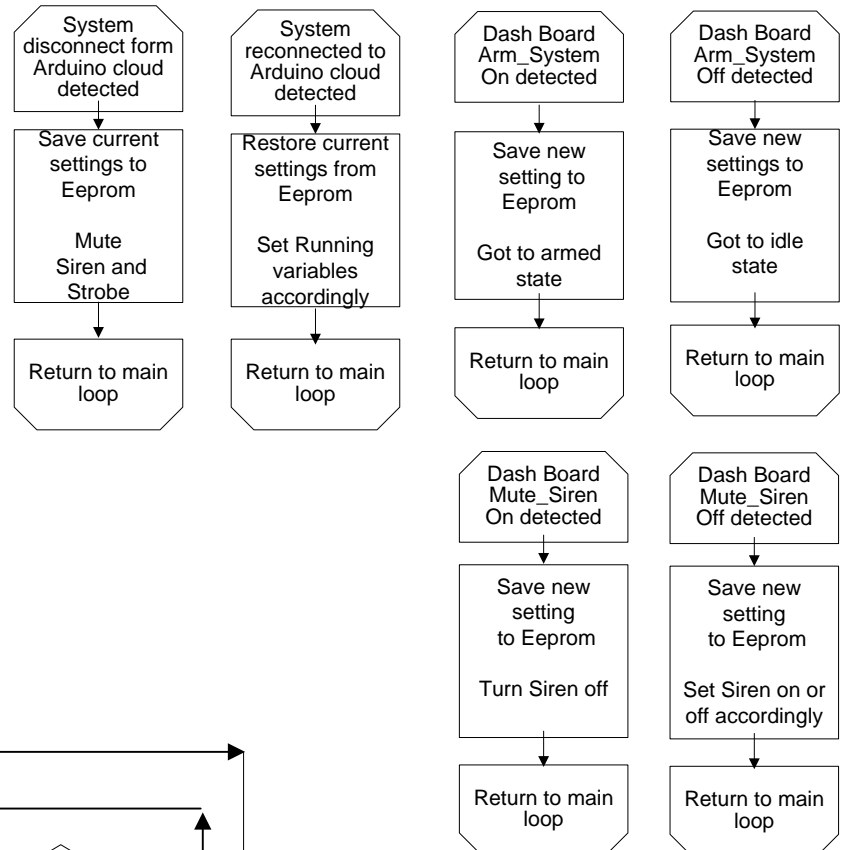 System
disconnect form
Arduino cloud
detected
Save current
settings to
Eeprom
Mute
Siren and
Strobe
Return to main
loop
System
reconnected to
Arduino cloud
detected
Restore current
settings from
Eeprom
Set Running
variables
accordingly
Return to main
loop
Dash Board
Arm_System
On detected
Save new
setting to
Eeprom
Got to armed
state
Return to main
loop
Dash Board
Arm_System
Off detected
Save new
settings to
Eeprom
Got to idle
state
Return to main
loop
Dash Board
Mute_Siren
On detected
Save new
setting
to Eeprom
Turn Siren off
Return to main
loop
Dash Board
Mute_Siren
Off detected
Save new
setting
to Eeprom
Set Siren on or
off accordingly
Return to main
loop